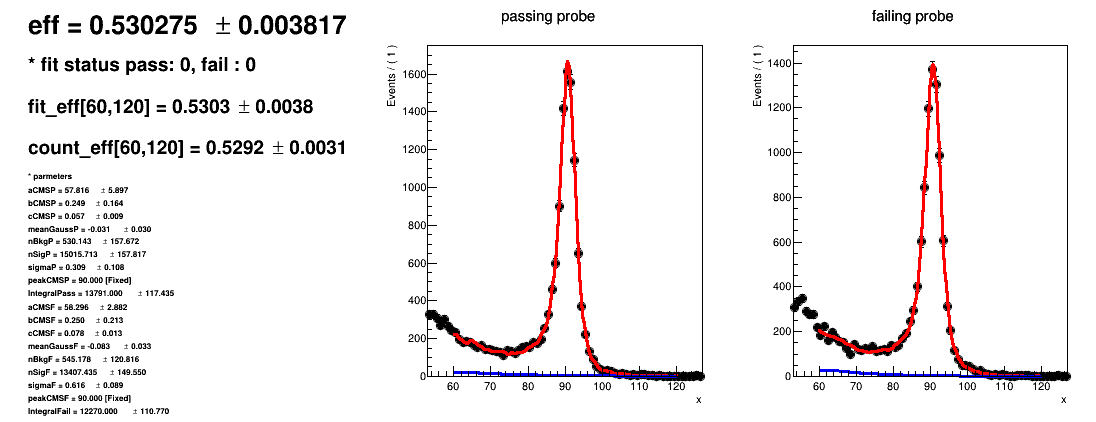 eff = 0.530275 ± 0.003817
* fit status pass: 0, fail : 0
fit_eff[60,120] = 0.5303 ± 0.0038
count_eff[60,120] = 0.5292 ± 0.0031
* parmeters
aCMSP = 57.816 ± 5.897
bCMSP = 0.249 ± 0.164
cCMSP = 0.057 ± 0.009
meanGaussP = -0.031 ± 0.030
nBkgP = 530.143 ± 157.672
nSigP = 15015.713 ± 157.817
sigmaP = 0.309 ± 0.108
peakCMSP = 90.000 [Fixed]
IntegralPass = 13791.000 ± 117.435
aCMSF = 58.296 ± 2.882
bCMSF = 0.250 ± 0.213
cCMSF = 0.078 ± 0.013
meanGaussF = -0.083 ± 0.033
nBkgF = 545.178 ± 120.816
nSigF = 13407.435 ± 149.550
sigmaF = 0.616 ± 0.089
peakCMSF = 90.000 [Fixed]
IntegralFail = 12270.000 ± 110.770
passing probe
Events / ( 1 )
1600
1400
1200
1000
800
600
400
200
0
60 70 80 90 100 110 120
x
failing probe
Events / ( 1 )
1400
1200
1000
800
600
400
200
0
60 70 80 90 100 110 120
x